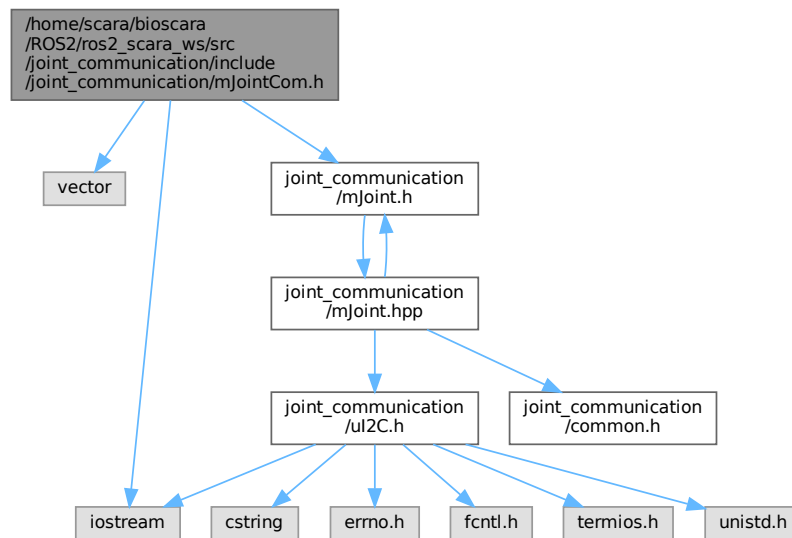 /home/scara/bioscara
/ROS2/ros2_scara_ws/src
/joint_communication/include
/joint_communication/mJointCom.h
vector
joint_communication
/mJoint.h
joint_communication
/mJoint.hpp
joint_communication
/uI2C.h
joint_communication
/common.h
iostream
cstring
errno.h
fcntl.h
termios.h
unistd.h